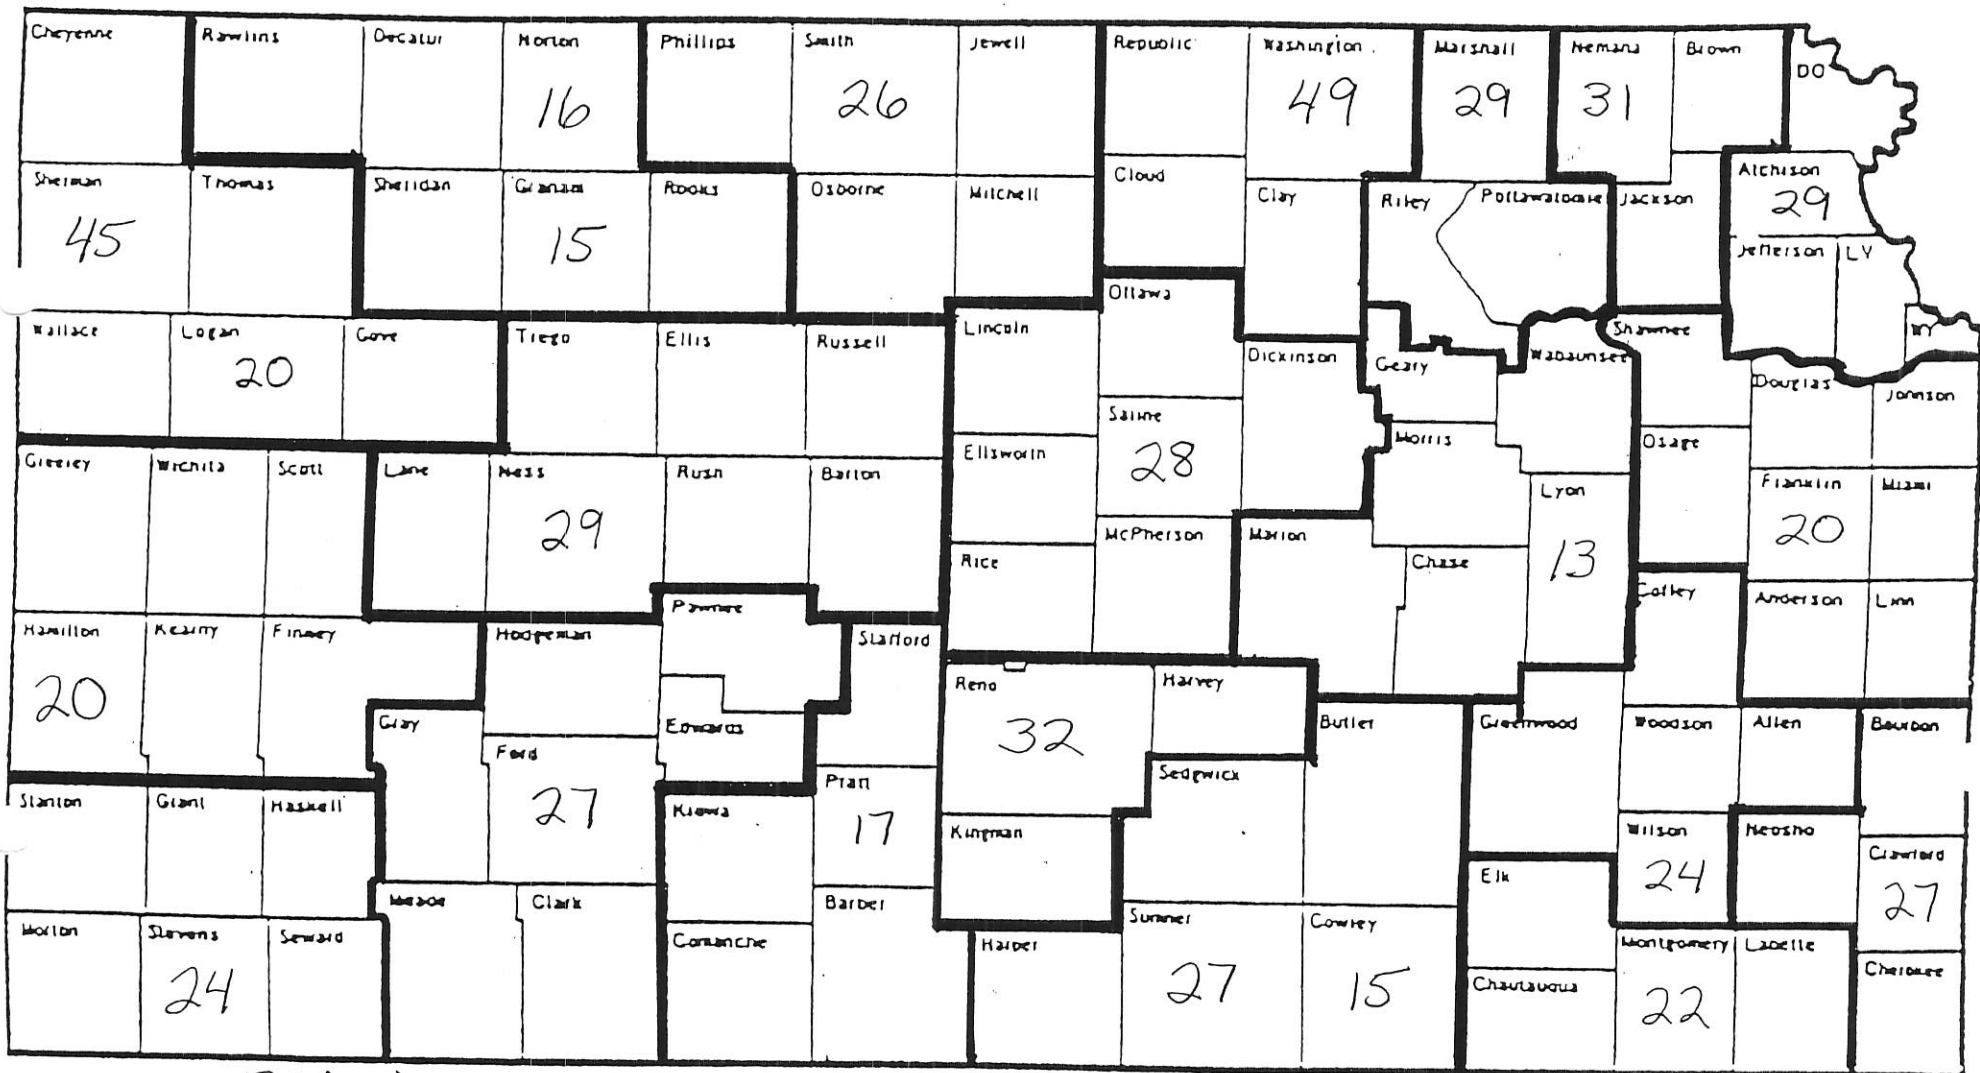 Cheyenne Rawlins Decatur Norton Phillips Smith Jewell Republic Washington Marshall Nemaha Brown DO
16 26 49 29 31
Sherman Thomas Sheridan Graham Rooks Osborne Mitchell Cloud Clay Riley Pottawatomie Jackson Atchison
45 15 29
Jefferson LV
Wallace Logan Gove Trego Ellis Russell Lincoln Ottawa Dickinson Geary Wabaunsee Shawnee WY
20
Douglas Johnson
Saline Morris Osage
28
Greeley Wichita Scott Lane Ness Rush Barton Ellsworth Lyon Franklin Miami
29 13 20
Rice McPherson Marion Chase Coffey Anderson Linn
Hamilton Kearny Finney Hodgeman Pawnee Stafford
20
Reno Harvey
32
Gray Ford Edwards Butler Greenwood Woodson Allen Bourbon
27
Stanton Grant Haskell Kiowa Pratt Kingman Sedgwick Wilson Neosho Crawford
17 24 27
Meade Clark Barber Elk
Morton Stevens Seward Comanche Harper Sumner Cowley Chautauqua Montgomery Labette Cherokee
24 27 15 22